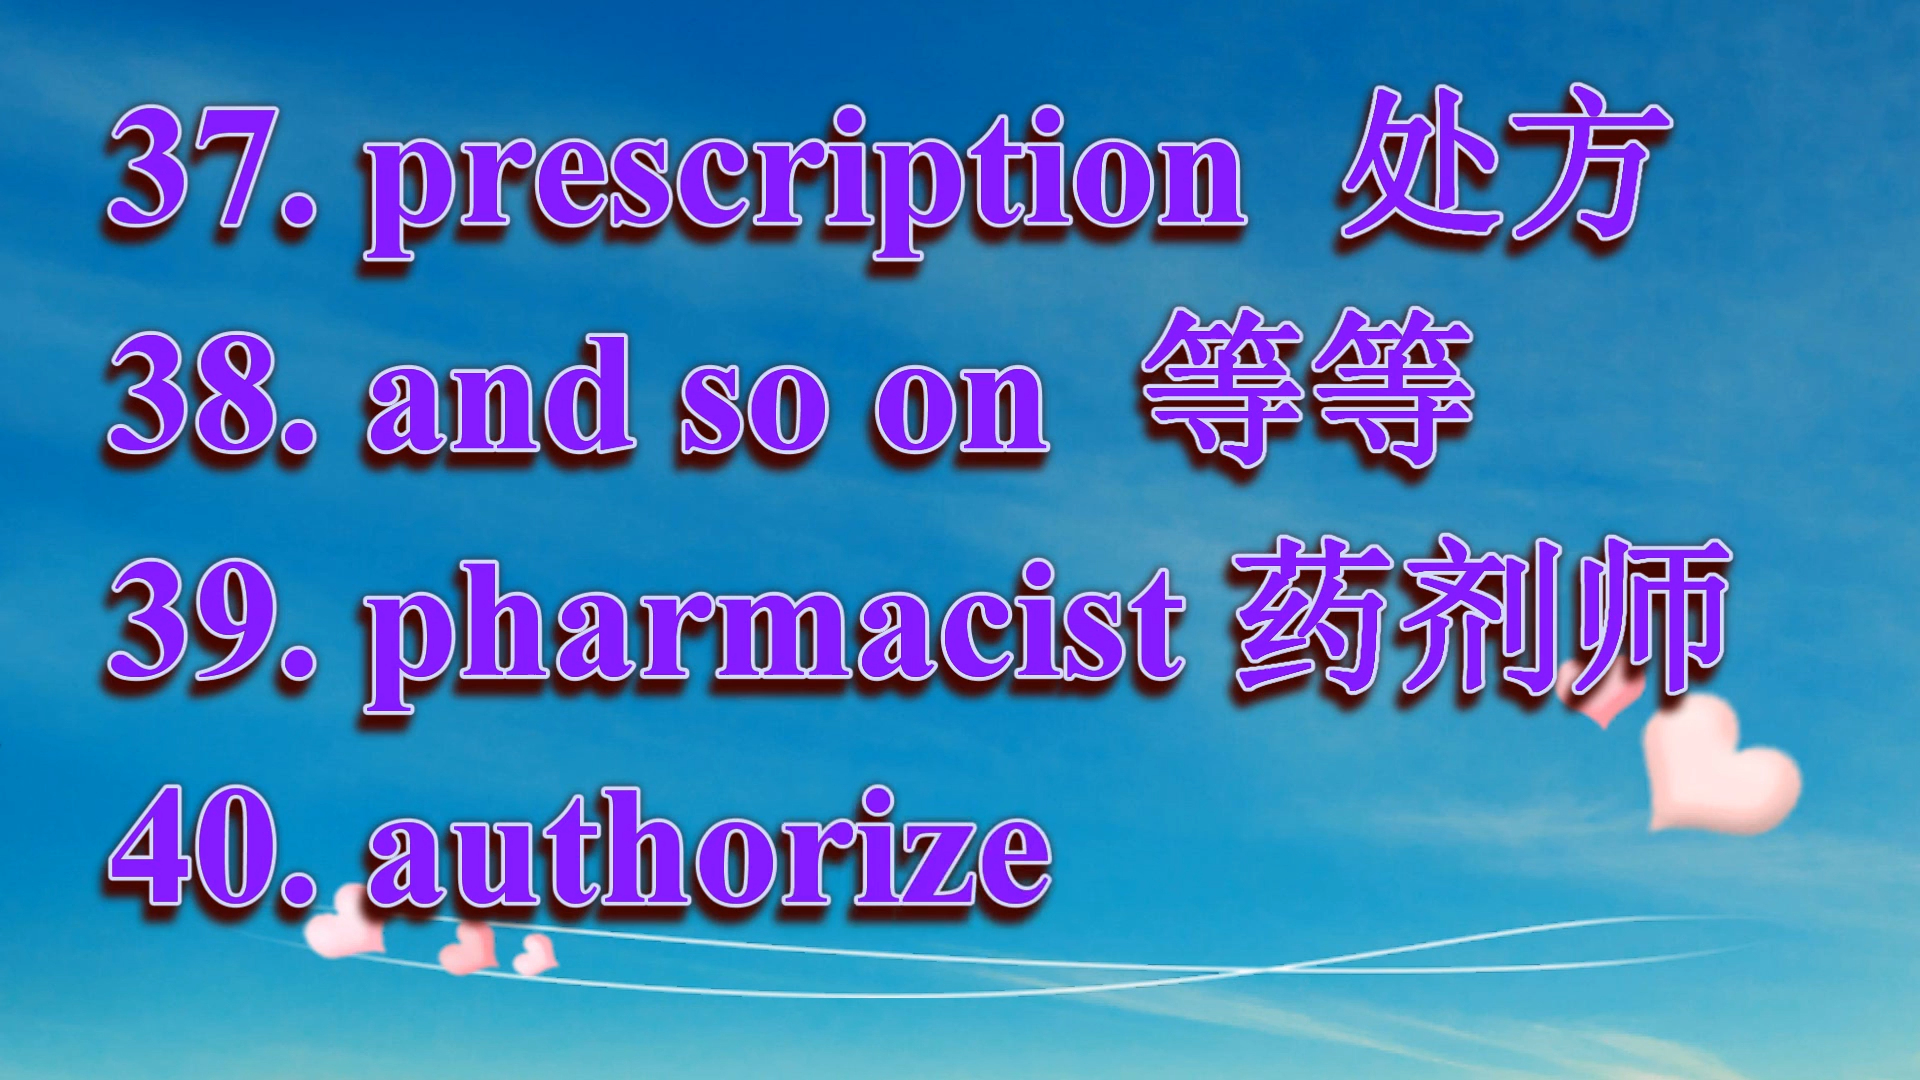 37. prescription 处方
38. and so on 等等
39. pharmacist 药剂师
40. authorize